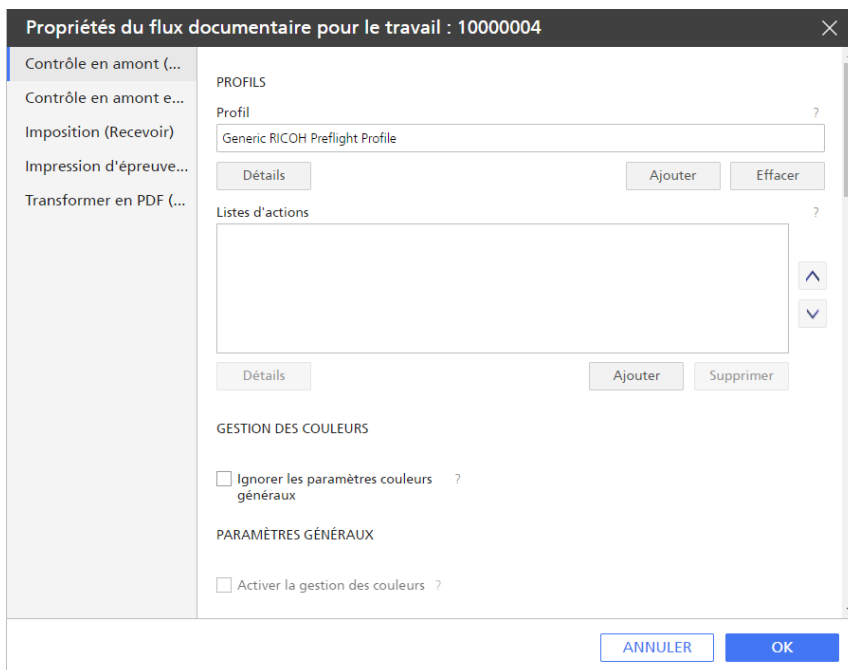 Propriétés du flux documentaire pour le travail : 10000004
Contrôle en amont (...
Contrôle en amont e...
Imposition (Recevoir)
Impression d'épreuve...
Transformer en PDF (...
PROFILS
Profil ?
Generic RICOH Preflight Profile
Détails Ajouter Effacer
Listes d'actions ?
Détails Ajouter Supprimer
GESTION DES COULEURS
Ignorer les paramètres couleurs ?
généraux
PARAMÈTRES GÉNÉRAUX
Activer la gestion des couleurs ?
ANNULER OK